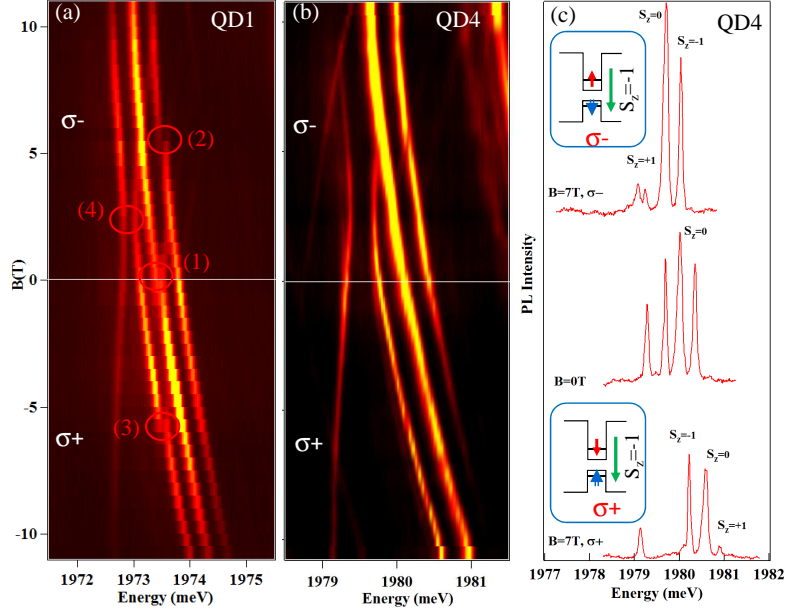 (a)
QD1
10
5
0
-5
-10
B(T)
σ-
σ+
(1)
(2)
(3)
(4)
1972
1973
1974
1975
Energy (meV)
(b)
QD4
σ-
σ+
1979
1980
1981
Energy (meV)
(c)
QD4
PL Intensity
S_z=0
S_z=-1
S_z=-1
σ-
S_z=+1
B=7T, σ−
S_z=0
B=0T
S_z=-1
σ+
S_z=-1
S_z=0
S_z=+1
B=7T, σ+
1977
1978
1979
1980
1981
1982
Energy (meV)